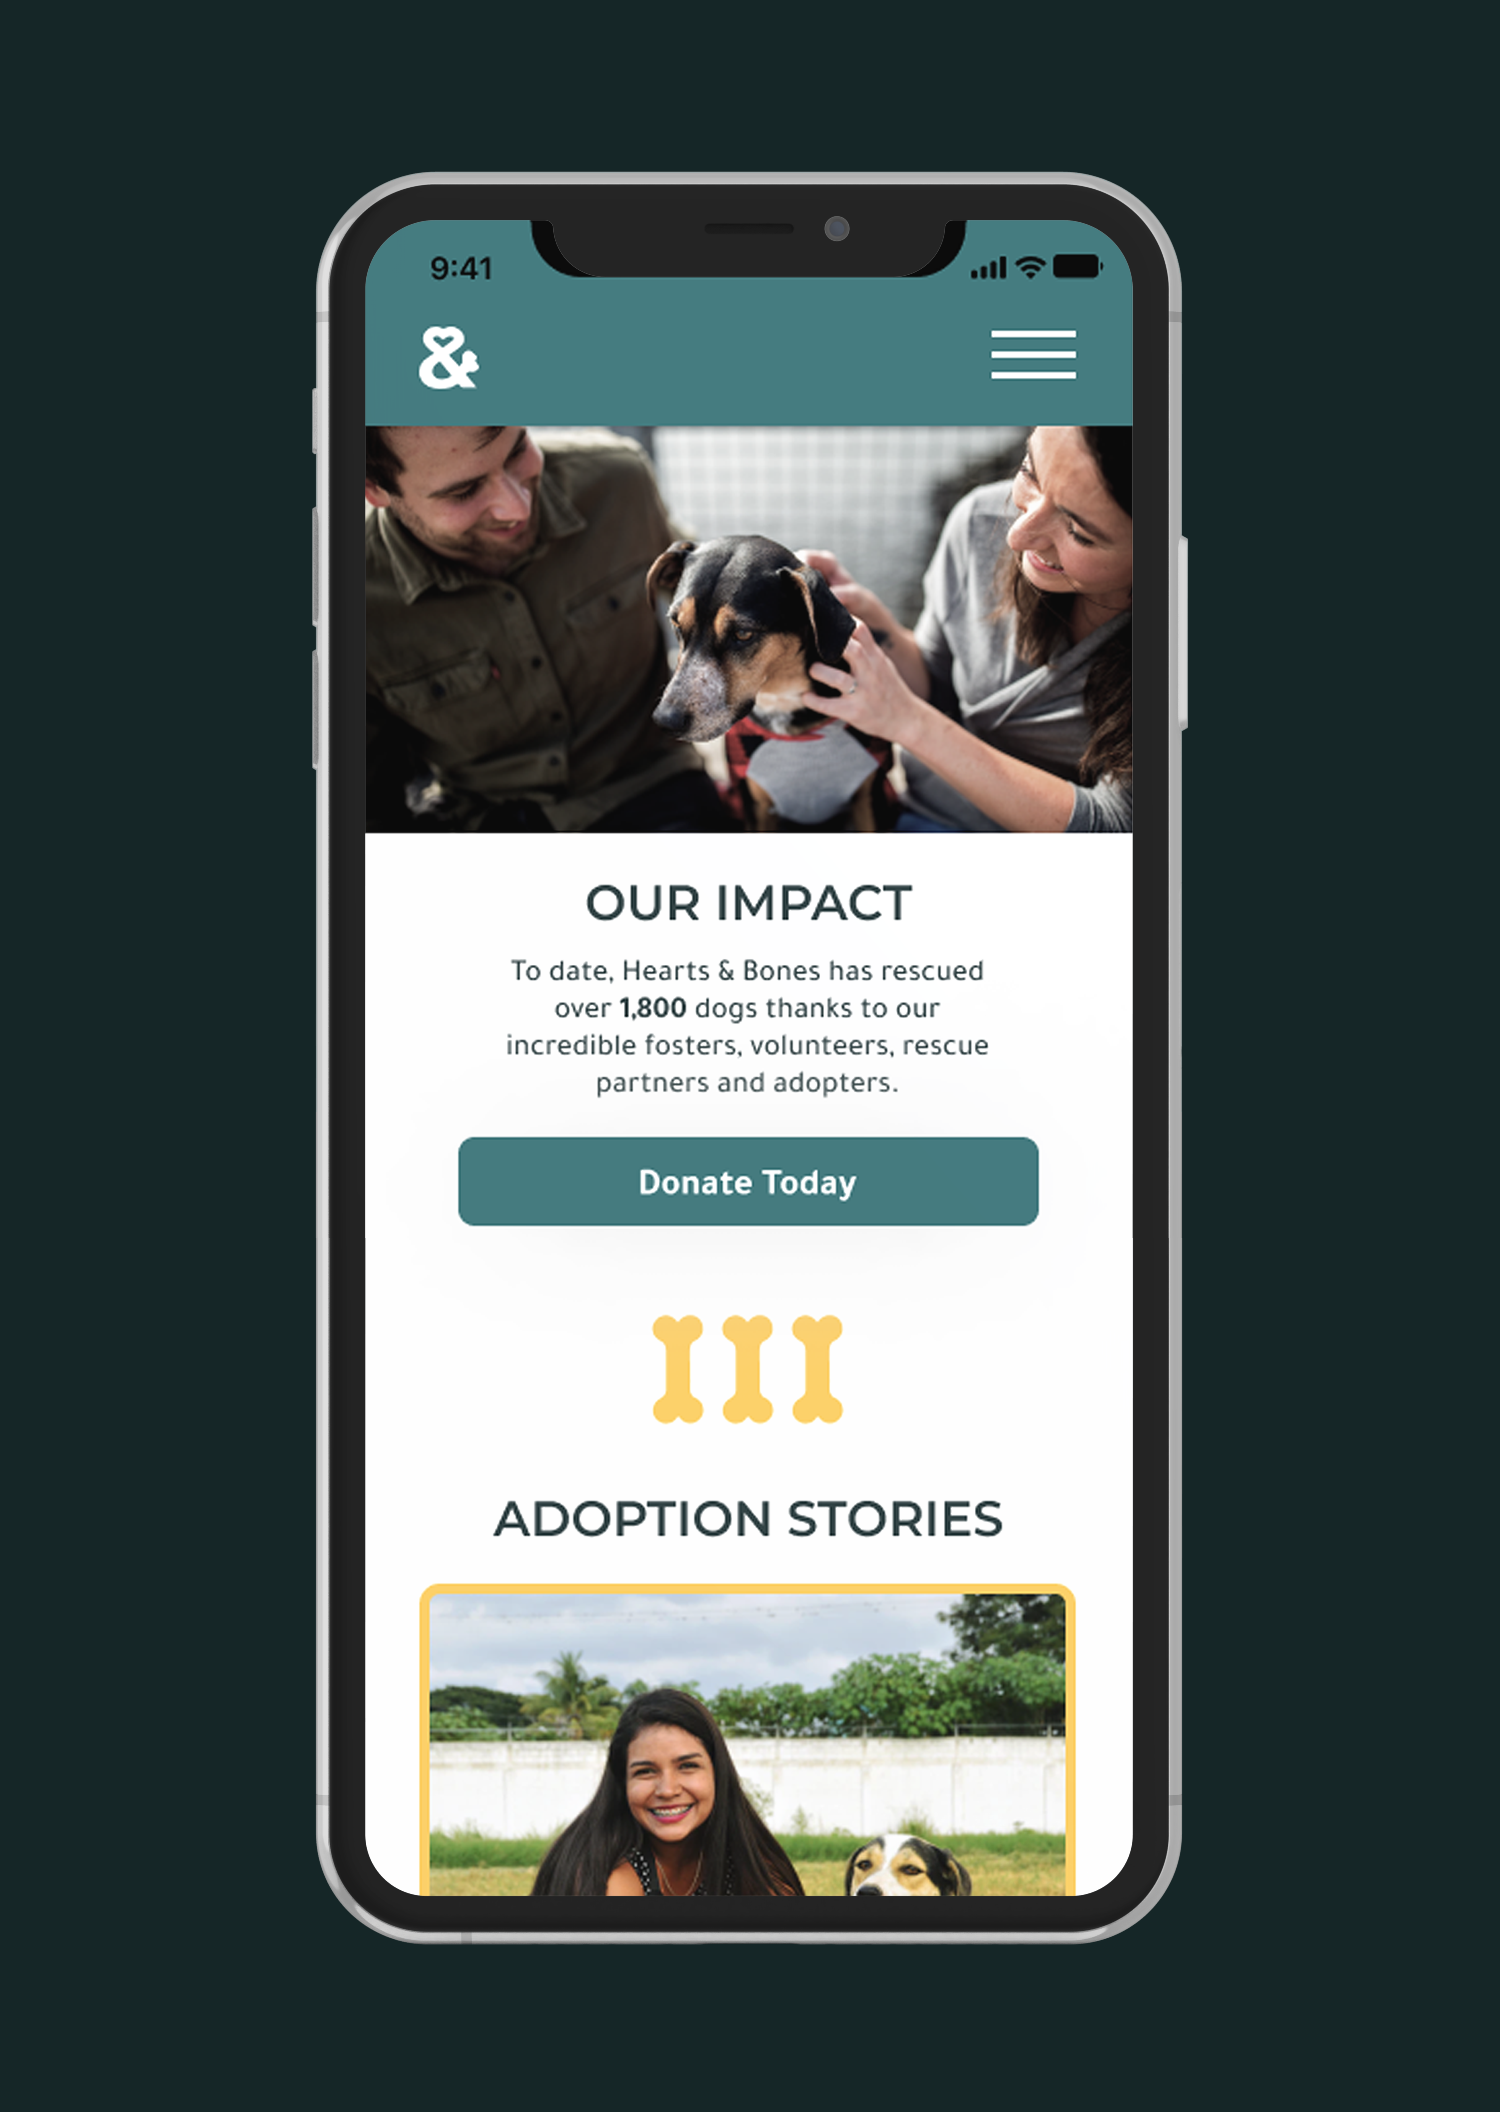 9:41
&
OUR IMPACT
To date, Hearts & Bones has rescued
over 1,800 dogs thanks to our
incredible fosters, volunteers, rescue
partners and adopters.
Donate Today
ADOPTION STORIES